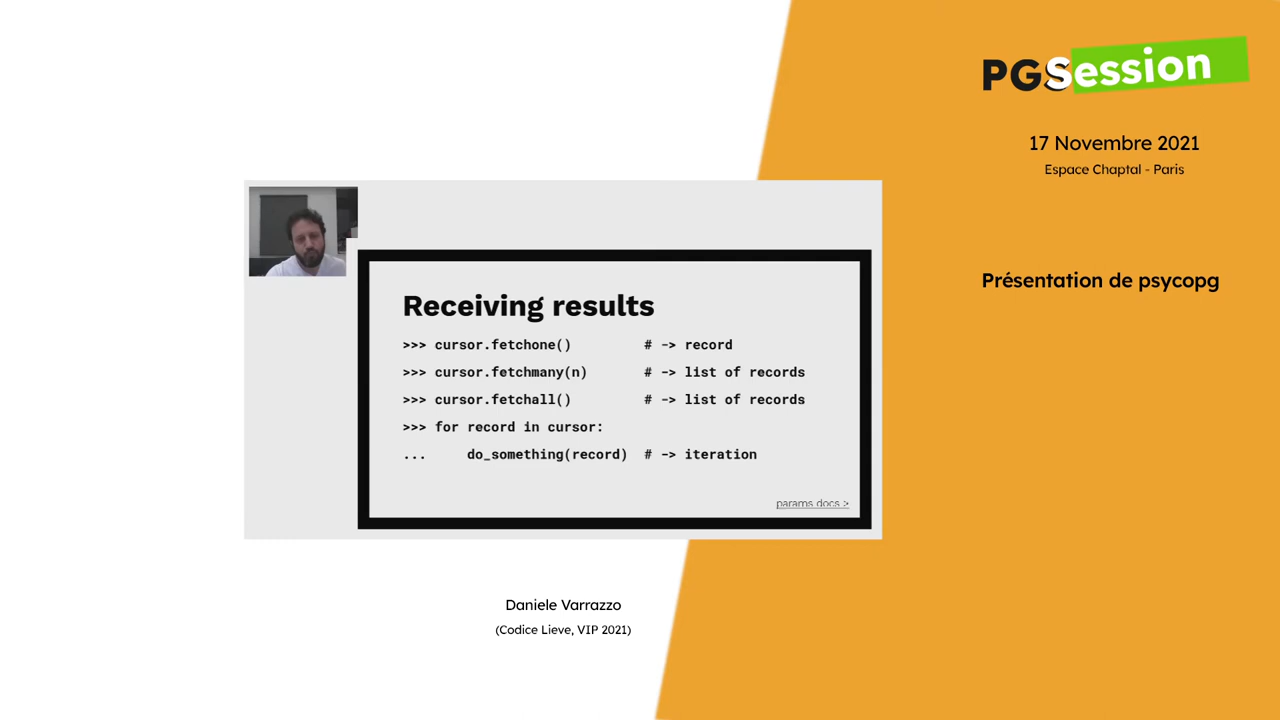 PGSession
17 Novembre 2021
Espace Chaptal - Paris
Présentation de psycopg
Receiving results
>>> cursor.fetchone() # -> record
>>> cursor.fetchmany(n) # -> list of records
>>> cursor.fetchall() # -> list of records
>>> for record in cursor:
... do_something(record) # -> iteration
params docs >
Daniele Varrazzo
(Codice Lieve, VIP 2021)